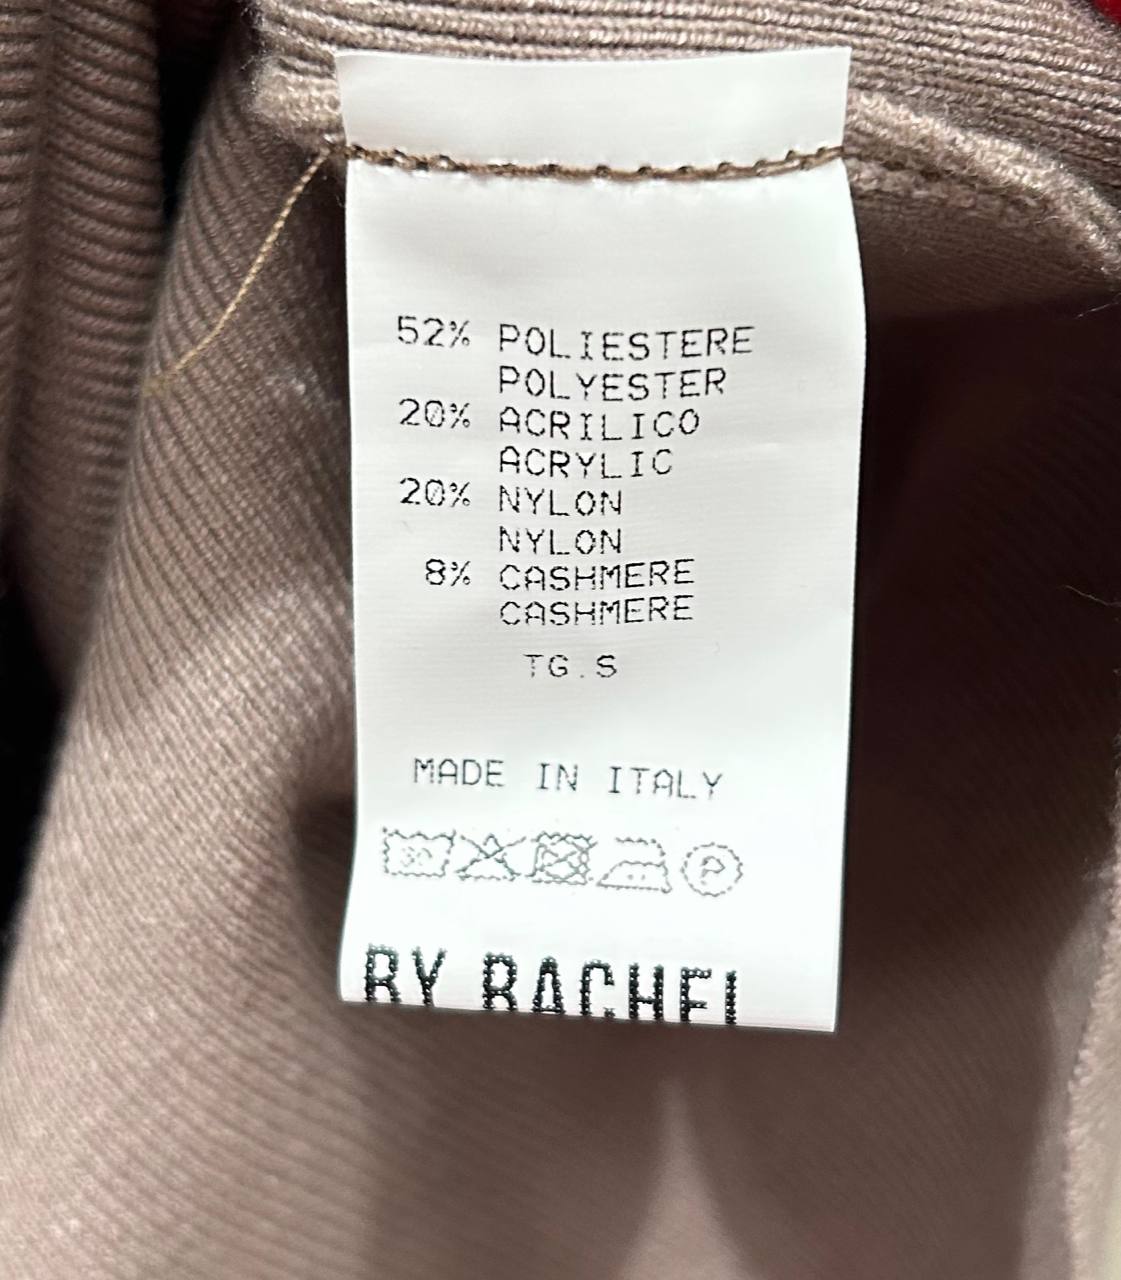 52% POLIESTERE
POLYESTER
20% ACRILICO
ACRYLIC
20% NYLON
NYLON
8% CASHMERE
CASHMERE
TG.S
MADE IN ITALY
30 P
BY RACHEL